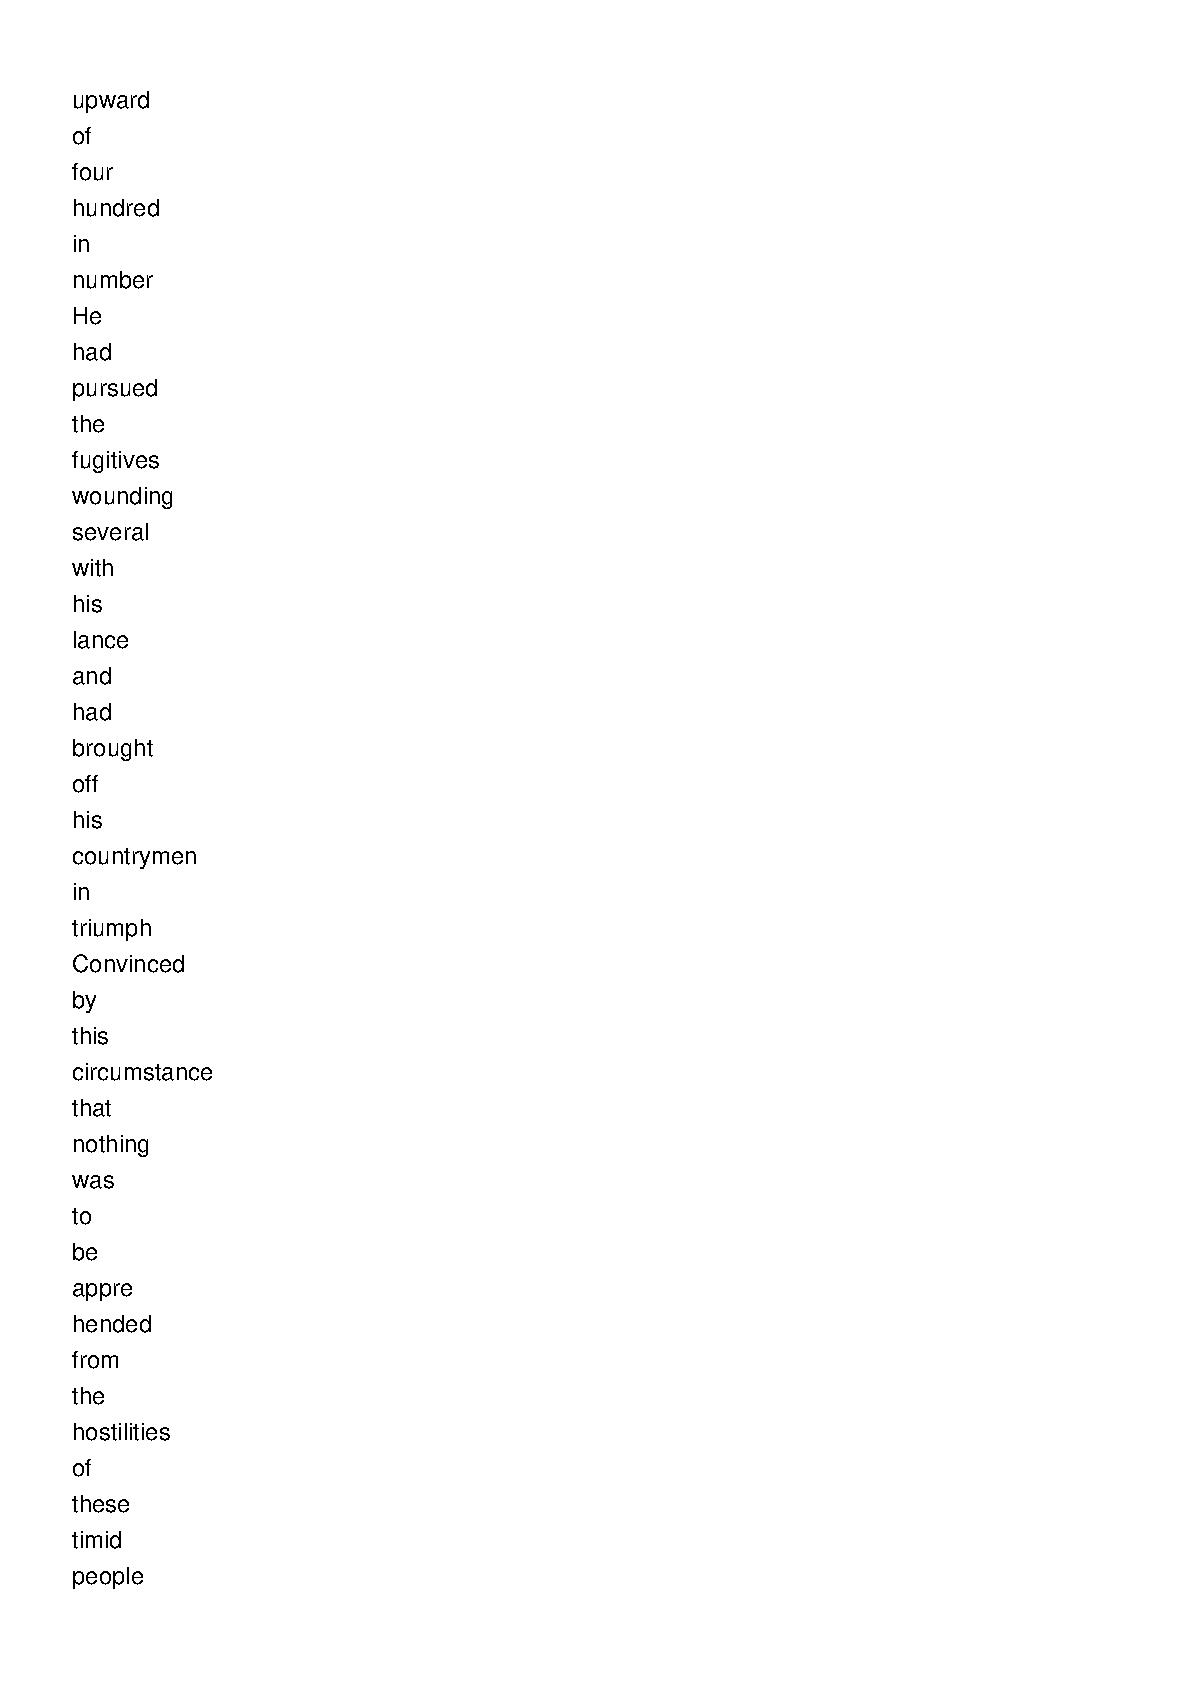 upward
of
four
hundred
in
number
He
had
pursued
the
fugitives
wounding
several
with
his
lance
and
had
brought
off
his
countrymen
in
triumph
Convinced
by
this
circumstance
that
nothing
was
to
be
appre
hended
from
the
hostilities
of
these
timid
people